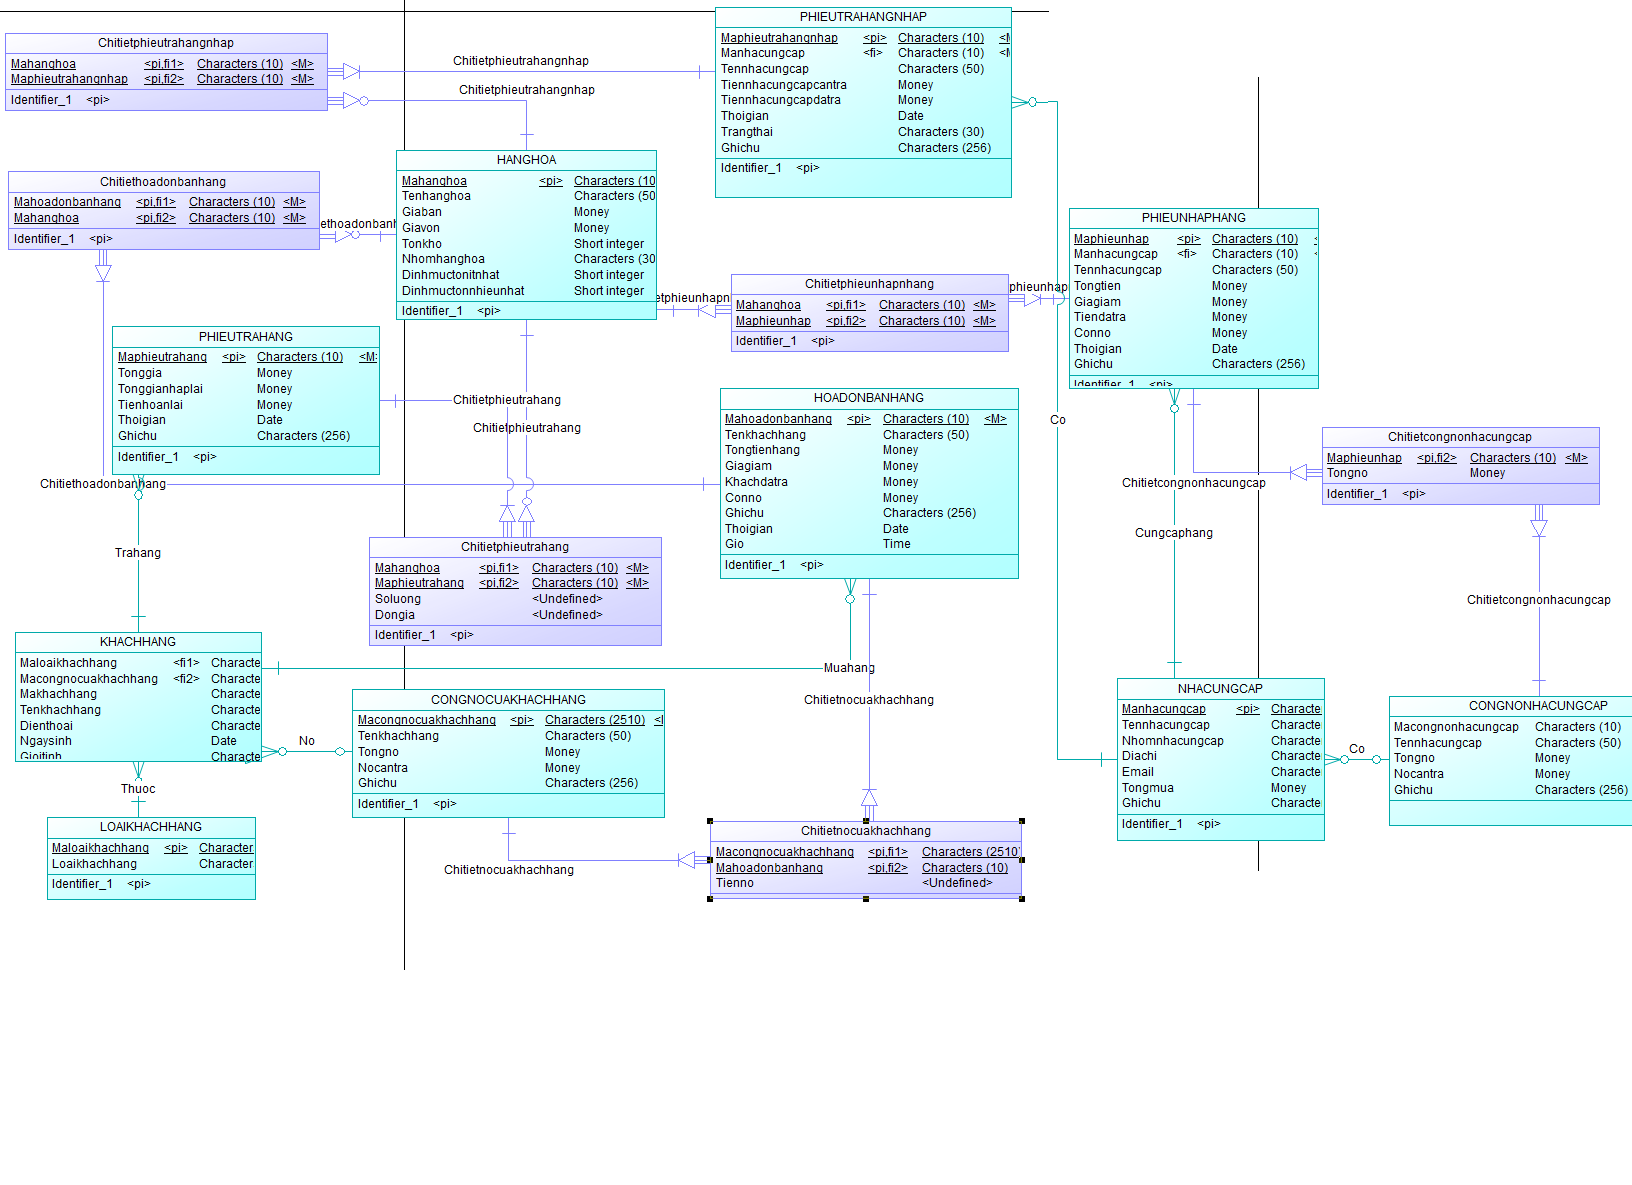 PHIEUTRAHANGNHAP
Maphieutrahangnhap <pi> Characters (10) <M
Manhacungcap <fi> Characters (10) <M
Tennhacungcap Characters (50)
Tiennhacungcapcantra Money
Tiennhacungcapdatra Money
Thoigian Date
Trangthai Characters (30)
Ghichu Characters (256)
Identifier_1 <pi>
Chitietphieutrahangnhap
Mahanghoa <pi,fi1> Characters (10) <M>
Maphieutrahangnhap <pi,fi2> Characters (10) <M>
Identifier_1 <pi>
Chitietphieutrahangnhap
Chitietphieutrahangnhap
HANGHOA
Mahanghoa <pi> Characters (10
Tenhanghoa Characters (50
Giaban Money
Giavon Money
Tonkho Short integer
Nhomhanghoa Characters (30
Dinhmuctonitnhat Short integer
Dinhmuctonnhieunhat Short integer
Identifier_1 <pi>
Chitiethoadonbanhang
Mahoadonbanhang <pi,fi1> Characters (10) <M>
Mahanghoa <pi,fi2> Characters (10) <M>
Identifier_1 <pi>
ethoadonbanh
PHIEUNHAPHANG
Maphieunhap <pi> Characters (10) <
Manhacungcap <fi> Characters (10) <
Tennhacungcap Characters (50)
Tongtien Money
Giagiam Money
Tiendatra Money
Conno Money
Thoigian Date
Ghichu Characters (256)
Identifier_1 <pi>
Chitietphieunhapnhang
Mahanghoa <pi,fi1> Characters (10) <M>
Maphieunhap <pi,fi2> Characters (10) <M>
Identifier_1 <pi>
etphieunhapn
phieunhap
PHIEUTRAHANG
Maphieutrahang <pi> Characters (10) <M>
Tonggia Money
Tonggianhaplai Money
Tienhoanlai Money
Thoigian Date
Ghichu Characters (256)
Identifier_1 <pi>
Chitietphieutrahang
Chitietphieutrahang
HOADONBANHANG
Mahoadonbanhang <pi> Characters (10) <M>
Tenkhachhang Characters (50)
Tongtienhang Money
Giagiam Money
Khachdatra Money
Conno Money
Ghichu Characters (256)
Thoigian Date
Gio Time
Identifier_1 <pi>
Co
Chitietcongnonhacungcap
Maphieunhap <pi,fi2> Characters (10) <M>
Tongno Money
Identifier_1 <pi>
Chitiethoadonbanhang
Chitietcongnonhacungcap
Cungcaphang
Trahang
Chitietphieutrahang
Mahanghoa <pi,fi1> Characters (10) <M>
Maphieutrahang <pi,fi2> Characters (10) <M>
Soluong <Undefined>
Dongia <Undefined>
Identifier_1 <pi>
Chitietcongnonhacungcap
KHACHHANG
Maloaikhachhang <fi1> Characte
Macongnocuakhachhang <fi2> Characte
Makhachhang Characte
Tenkhachhang Characte
Dienthoai Characte
Ngaysinh Date
Gioitinh Characte
Muahang
Chitietnocuakhachhang
CONGNOCUAKHACHHANG
Macongnocuakhachhang <pi> Characters (2510) <
Tenkhachhang Characters (50)
Tongno Money
Nocantra Money
Ghichu Characters (256)
Identifier_1 <pi>
No
NHACUNGCAP
Manhacungcap <pi> Characte
Tennhacungcap Characte
Nhomnhacungcap Characte
Diachi Characte
Email Characte
Tongmua Money
Ghichu Characte
Identifier_1 <pi>
Co
CONGNONHACUNGCAP
Macongnonhacungcap Characters (10)
Tennhacungcap Characters (50)
Tongno Money
Nocantra Money
Ghichu Characters (256)
Thuoc
LOAIKHACHHANG
Maloaikhachhang <pi> Character
Loaikhachhang Character
Identifier_1 <pi>
Chitietnocuakhachhang
Chitietnocuakhachhang
Macongnocuakhachhang <pi,fi1> Characters (2510)
Mahoadonbanhang <pi,fi2> Characters (10)
Tienno <Undefined>